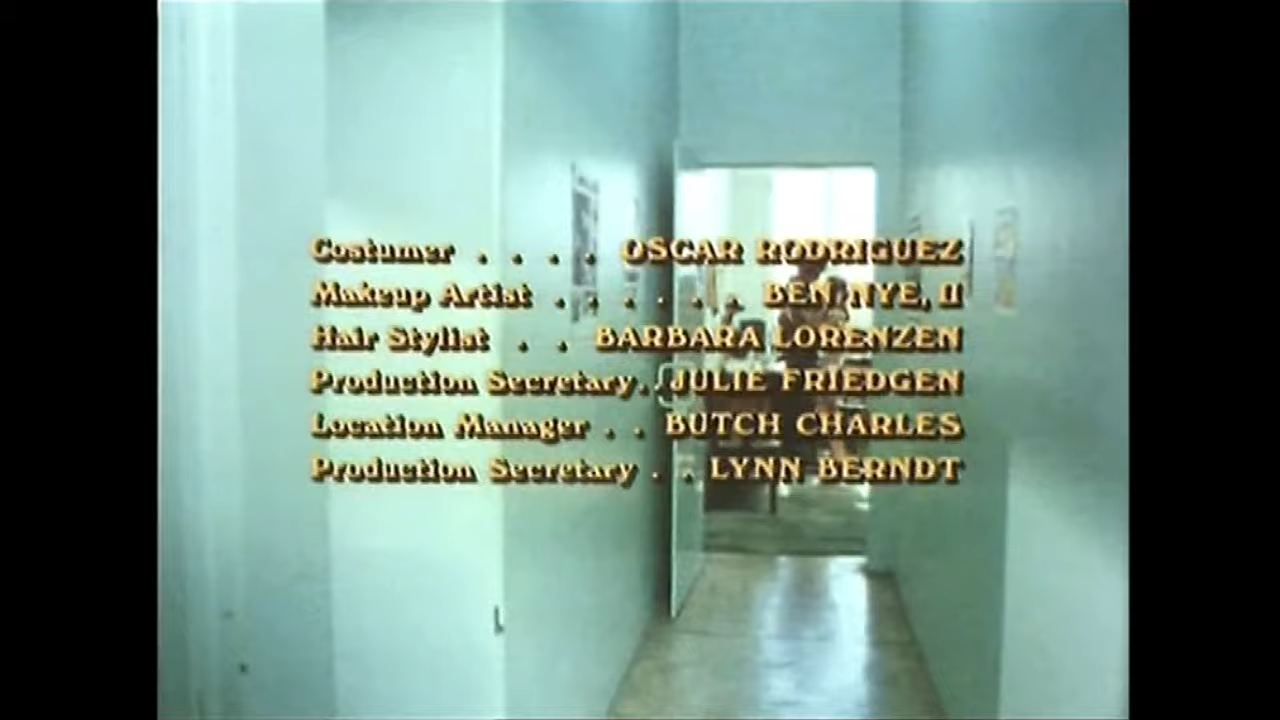 Costumer . . . . OSCAR RODRIGUEZ
Makeup Artist . . . . . . BEN NYE, II
Hair Stylist . . BARBARA LORENZEN
Production Secretary. . JULIE FRIEDGEN
Location Manager . . BUTCH CHARLES
Production Secretary . . LYNN BERNDT